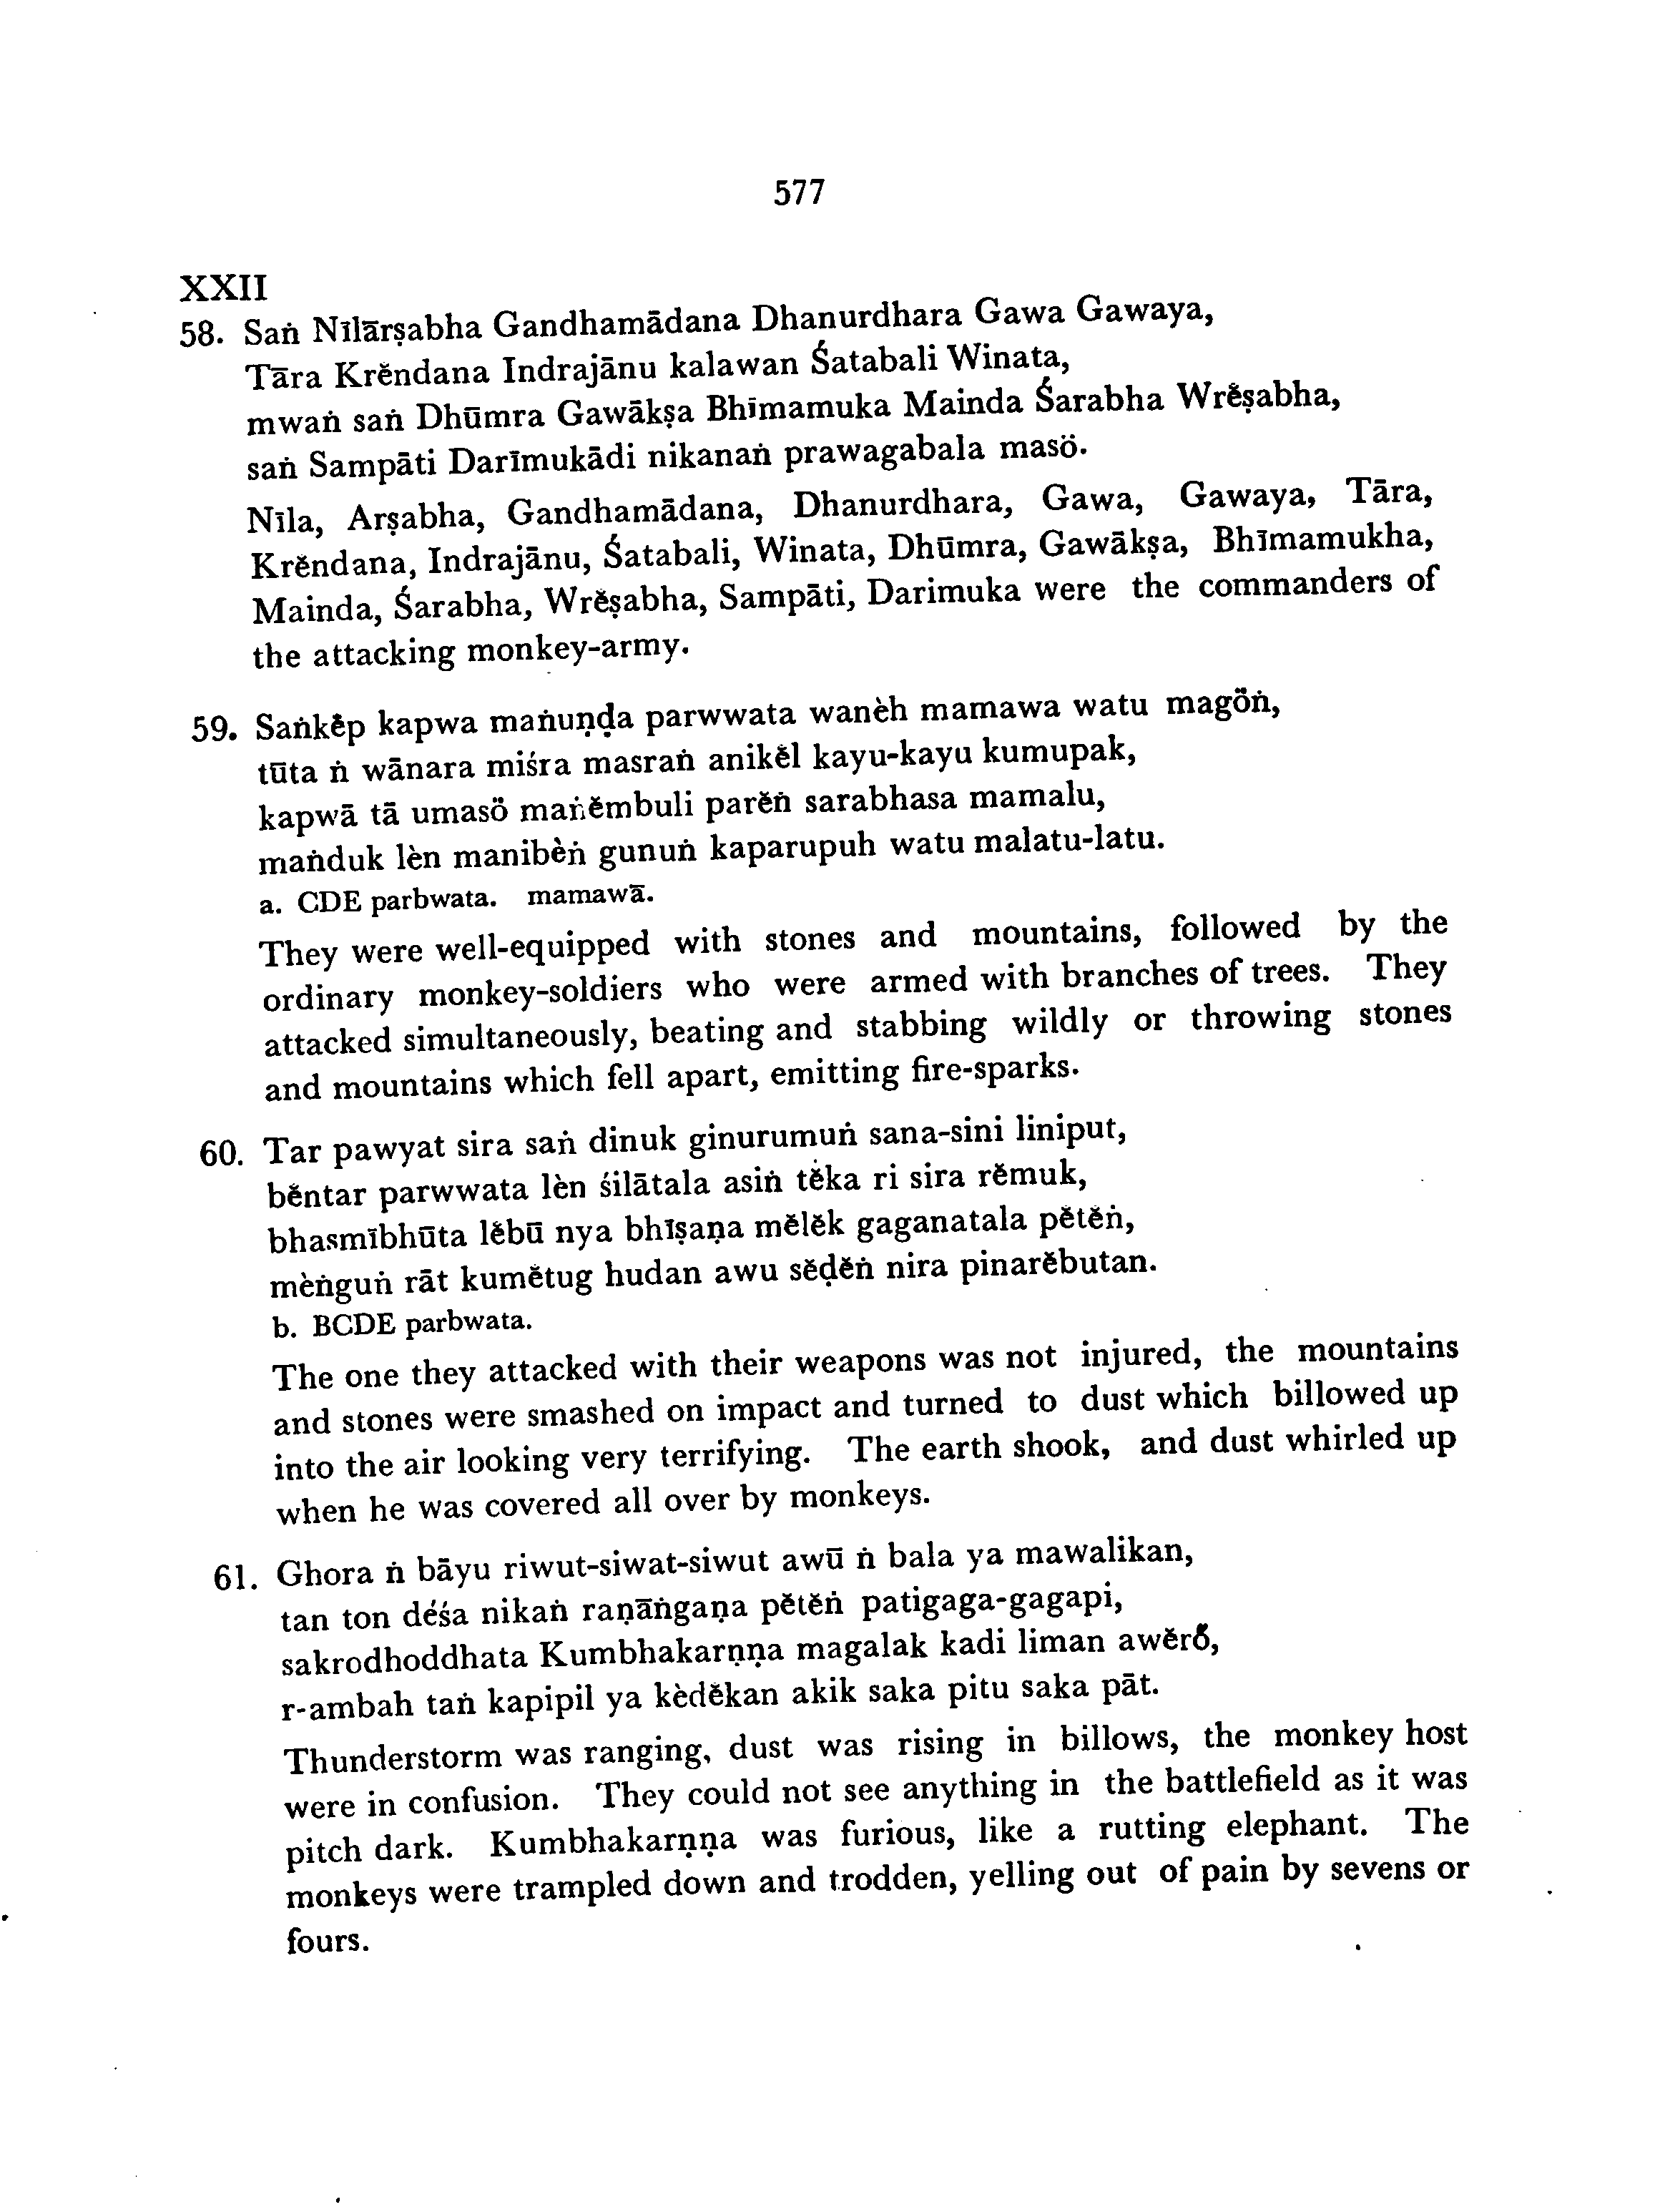 577
XXII
58. Saṅ Nīlārṣabha Gandhamādana Dhanurdhara Gawa Gawaya,
Tāra Krĕndana Indrajānu kalawan Śatabali Winata,
mwaṅ saṅ Dhūmra Gawākṣa Bhīmamuka Mainda Śarabha Wrĕṣabha,
saṅ Sampāti Darīmukādi nikanaṅ prawagabala masö.
Nīla, Arṣabha, Gandhamādana, Dhanurdhara, Gawa, Gawaya, Tāra,
Krĕndana, Indrajānu, Śatabali, Winata, Dhūmra, Gawākṣa, Bhīmamukha,
Mainda, Śarabha, Wrĕṣabha, Sampāti, Darimuka were the commanders of
the attacking monkey-army.
59. Saṅkĕp kapwa maṅuṇḍa parwwata wanèh mamawa watu magöṅ,
tūta ṅ wānara miśra masraṅ anikĕl kayu-kayu kumupak,
kapwā tā umasö maṅĕmbuli parĕṅ sarabhasa mamalu,
maṅduk lèn manibèṅ gunuṅ kaparupuh watu malatu-latu.
a. CDE parbwata. mamawā.
They were well-equipped with stones and mountains, followed by the
ordinary monkey-soldiers who were armed with branches of trees. They
attacked simultaneously, beating and stabbing wildly or throwing stones
and mountains which fell apart, emitting fire-sparks.
60. Tar pawyat sira saṅ dinuk ginurumuṅ sana-sini liniput,
bĕntar parwwata lèn śilātala asiṅ tĕka ri sira rĕmuk,
bhasmībhūta lĕbū nya bhīṣaṇa mĕlĕk gaganatala pĕtĕṅ,
mèṅguṅ rāt kumĕtug hudan awu sĕḍĕṅ nira pinarĕbutan.
b. BCDE parbwata.
The one they attacked with their weapons was not injured, the mountains
and stones were smashed on impact and turned to dust which billowed up
into the air looking very terrifying. The earth shook, and dust whirled up
when he was covered all over by monkeys.
61. Ghora ṅ bāyu riwut-siwat-siwut awū ṅ bala ya mawalikan,
tan ton déśa nikaṅ raṇāṅgaṇa pĕtĕṅ patigaga-gagapi,
sakrodhoddhata Kumbhakarṇṇa magalak kadi liman awĕrö,
r-ambah taṅ kapipil ya kèdĕkan akik saka pitu saka pāt.
Thunderstorm was ranging, dust was rising in billows, the monkey host
were in confusion. They could not see anything in the battlefield as it was
pitch dark. Kumbhakarṇṇa was furious, like a rutting elephant. The
monkeys were trampled down and trodden, yelling out of pain by sevens or
fours.